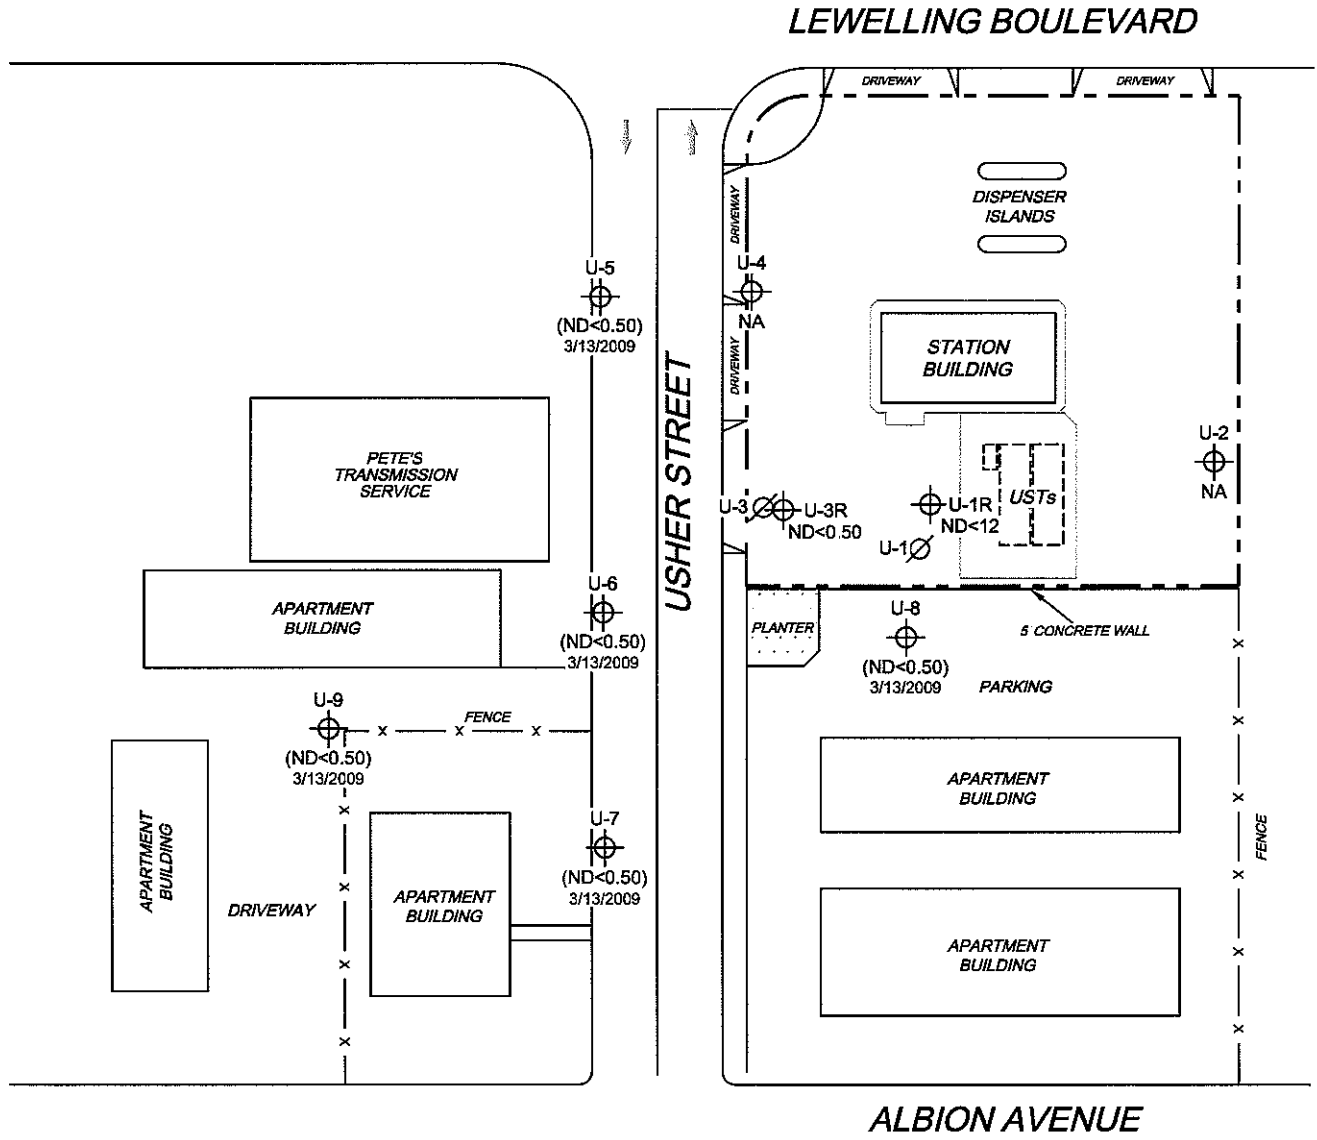 LEWELLING BOULEVARD
DRIVEWAY
DRIVEWAY
DISPENSER
ISLANDS
DRIVEWAY
U-5
(ND<0.50)
3/13/2009
U-4
NA
STATION
BUILDING
DRIVEWAY
USHER STREET
PETE'S
TRANSMISSION
SERVICE
U-2
NA
USTs
U-3
U-3R
ND<0.50
U-1R
ND<12
U-1
APARTMENT
BUILDING
U-6
(ND<0.50)
3/13/2009
PLANTER
U-8
(ND<0.50)
3/13/2009
5' CONCRETE WALL
PARKING
U-9
(ND<0.50)
3/13/2009
FENCE
X X X
APARTMENT
BUILDING
APARTMENT
BUILDING
DRIVEWAY
APARTMENT
BUILDING
U-7
(ND<0.50)
3/13/2009
X
X
X
X
APARTMENT
BUILDING
X
X
X
X
X
X
FENCE
ALBION AVENUE